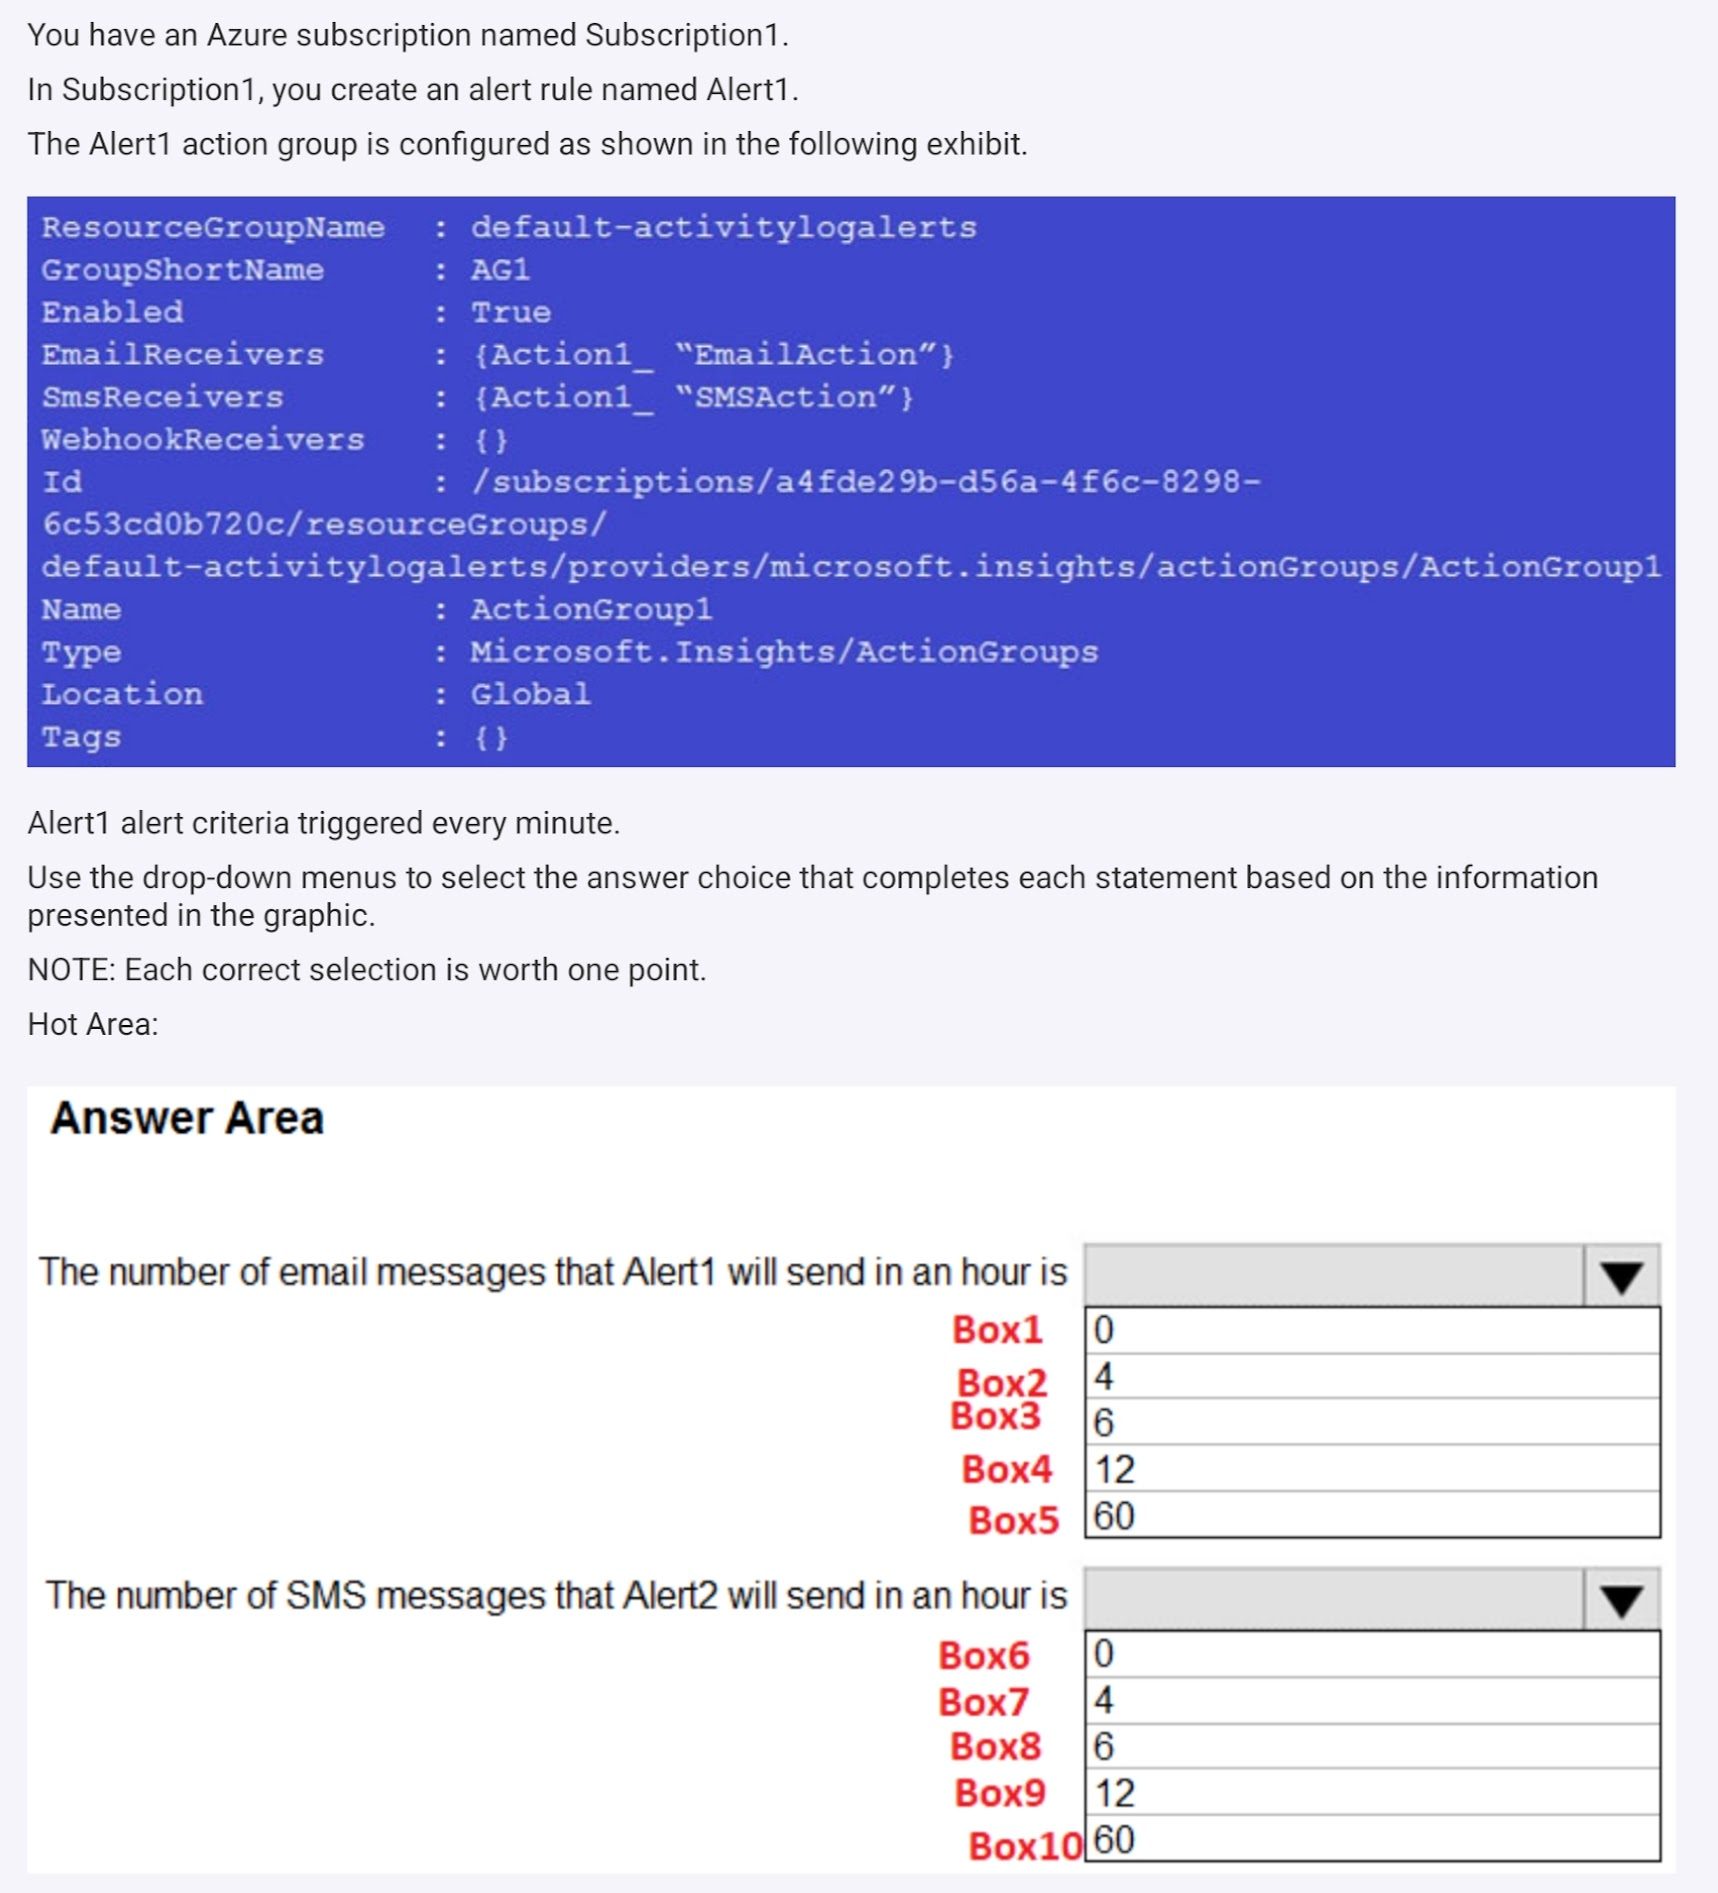 You have an Azure subscription named Subscription1.
In Subscription1, you create an alert rule named Alert1.
The Alert1 action group is configured as shown in the following exhibit.
ResourceGroupName : default-activitylogalerts
GroupShortName : AG1
Enabled : True
EmailReceivers : {Action1_ “EmailAction”}
SmsReceivers : {Action1_ “SMSAction”}
WebhookReceivers : {}
Id : /subscriptions/a4fde29b-d56a-4f6c-8298-
6c53cd0b720c/resourceGroups/
default-activitylogalerts/providers/microsoft.insights/actionGroups/ActionGroup1
Name : ActionGroup1
Type : Microsoft.Insights/ActionGroups
Location : Global
Tags : {}
Alert1 alert criteria triggered every minute.
Use the drop-down menus to select the answer choice that completes each statement based on the information
presented in the graphic.
NOTE: Each correct selection is worth one point.
Hot Area:
Answer Area
The number of email messages that Alert1 will send in an hour is
Box1 0
Box2 4
Box3 6
Box4 12
Box5 60
The number of SMS messages that Alert2 will send in an hour is
Box6 0
Box7 4
Box8 6
Box9 12
Box10 60